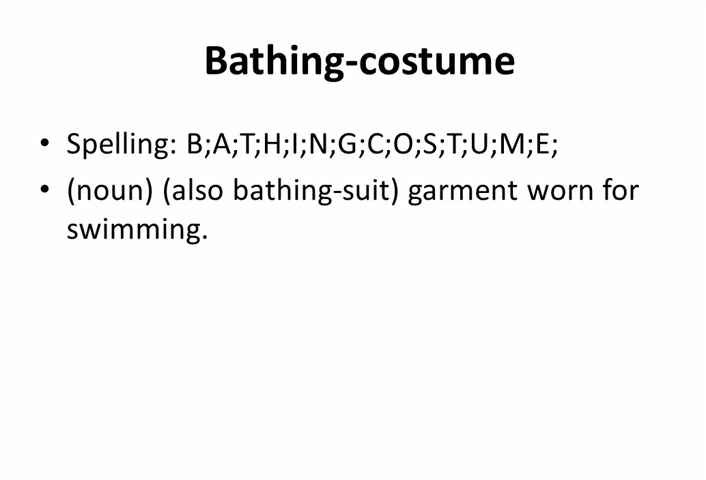 Bathing-costume
• Spelling: B;A;T;H;I;N;G;C;O;S;T;U;M;E;
• (noun) (also bathing-suit) garment worn for
swimming.